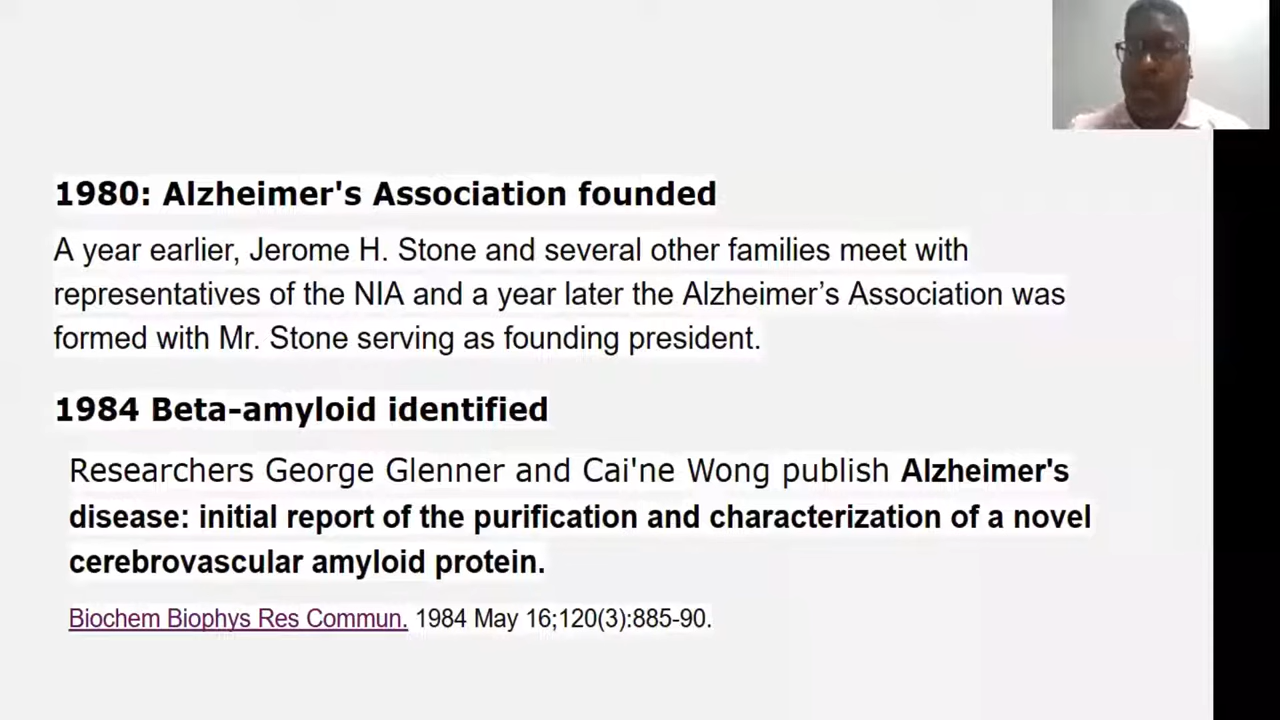 1980: Alzheimer's Association founded
A year earlier, Jerome H. Stone and several other families meet with
representatives of the NIA and a year later the Alzheimer’s Association was
formed with Mr. Stone serving as founding president.
1984 Beta-amyloid identified
Researchers George Glenner and Cai'ne Wong publish Alzheimer's
disease: initial report of the purification and characterization of a novel
cerebrovascular amyloid protein.
Biochem Biophys Res Commun. 1984 May 16;120(3):885-90.